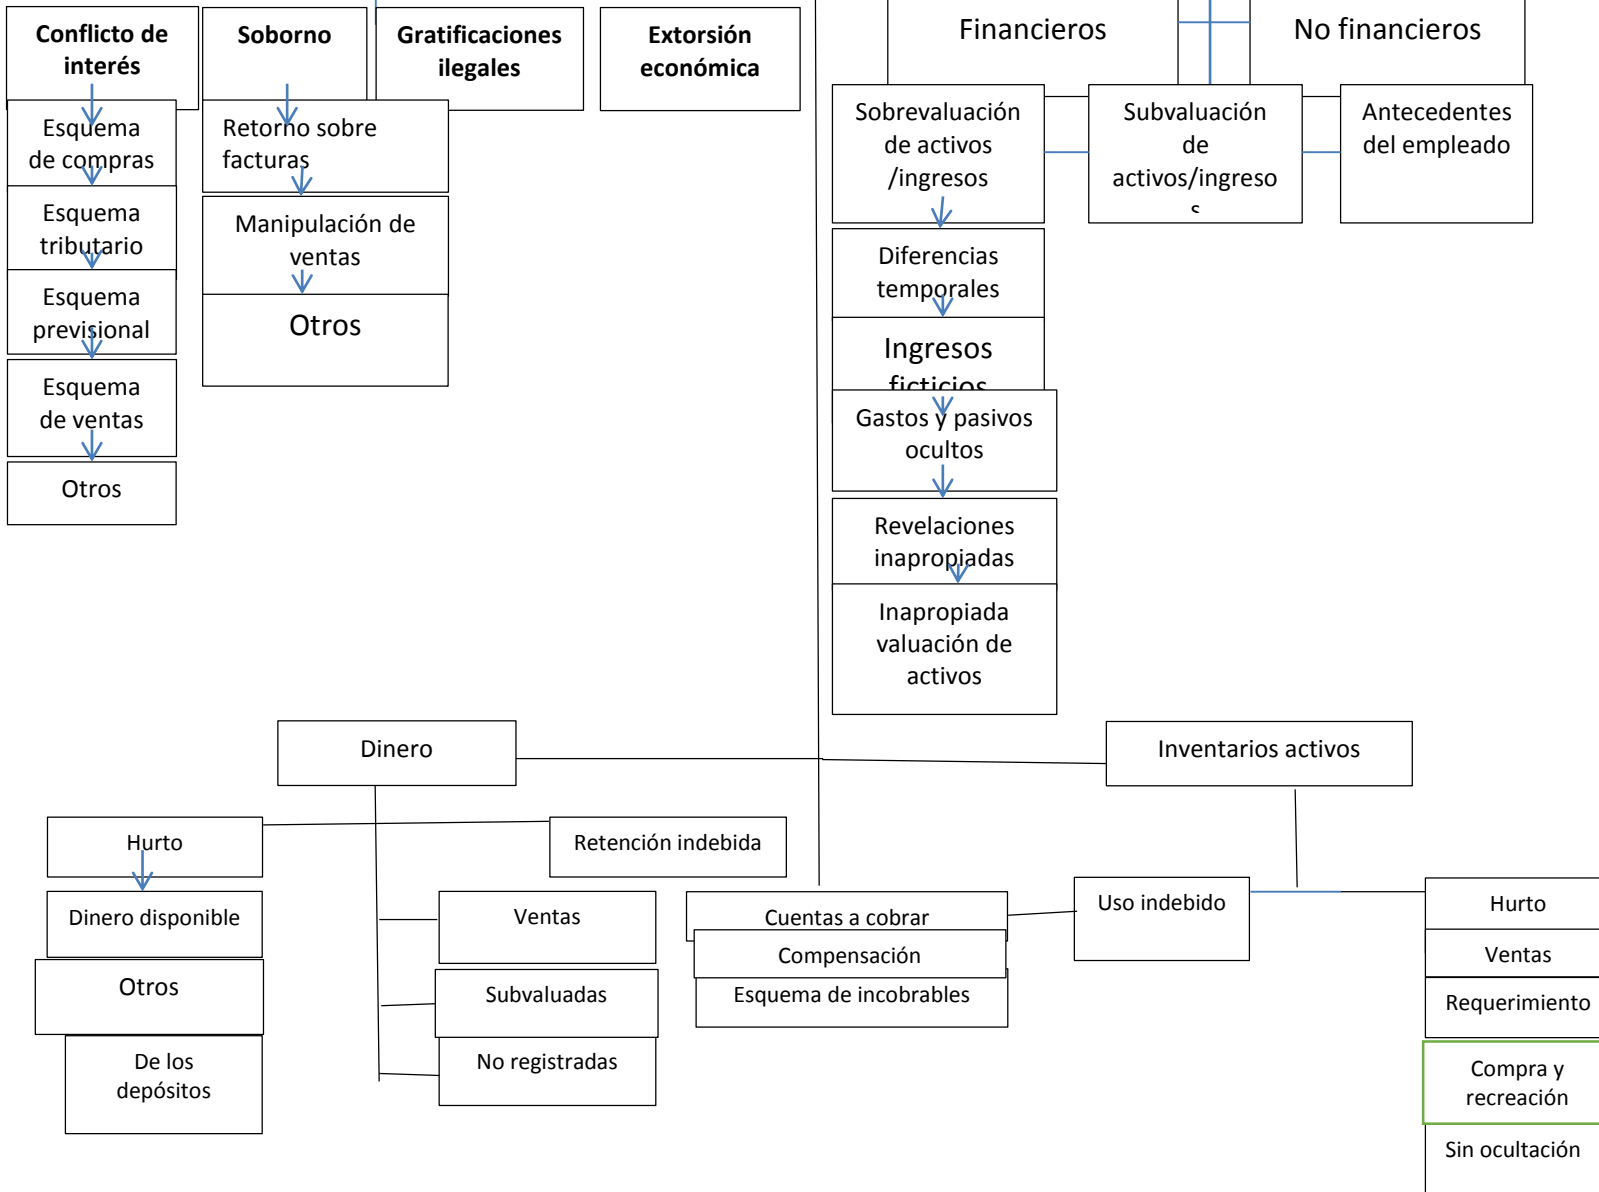 Conflicto de
interés
Soborno
Gratificaciones
ilegales
Extorsión
económica
Financieros
No financieros
Esquema
de compras
Esquema
tributario
Esquema
previsional
Esquema
de ventas
Otros
Retorno sobre
facturas
Manipulación de
ventas
Otros
Sobrevaluación
de activos
/ingresos
Subvaluación
de
activos/ingreso
s
Antecedentes
del empleado
Diferencias
temporales
Ingresos
ficticios
Gastos y pasivos
ocultos
Revelaciones
inapropiadas
Inapropiada
valuación de
activos
Dinero
Inventarios activos
Hurto
Retención indebida
Dinero disponible
Otros
De los
depósitos
Ventas
Subvaluadas
No registradas
Cuentas a cobrar
Compensación
Esquema de incobrables
Uso indebido
Hurto
Ventas
Requerimiento
Compra y
recreación
Sin ocultación